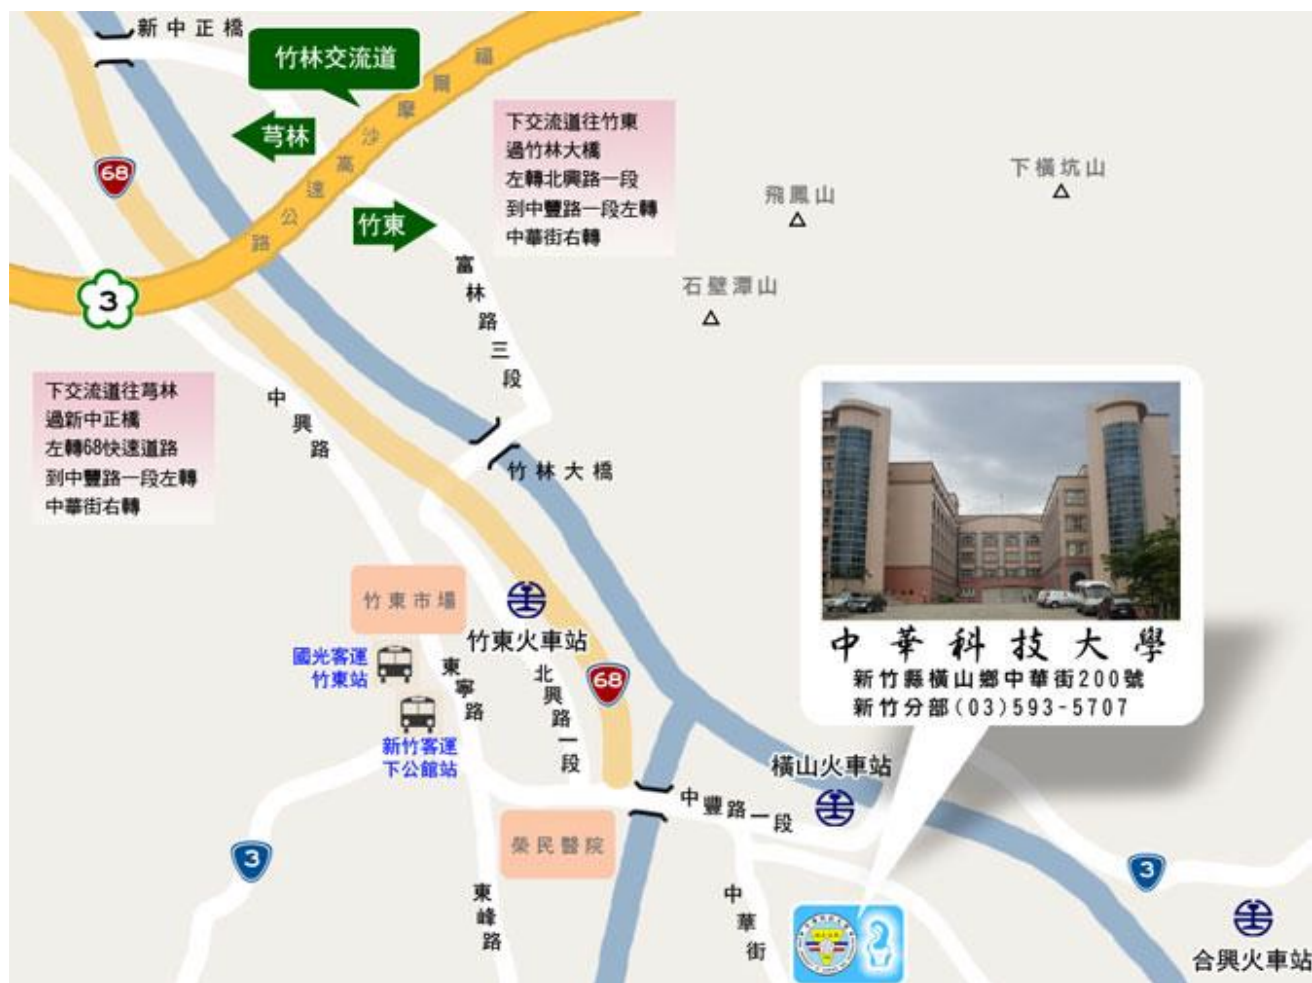 新中正橋
竹林交流道
福爾摩沙高速公路
芎林
68
下交流道往竹東
過竹林大橋
左轉北興路一段
到中豐路一段左轉
中華街右轉
下橫坑山
飛鳳山
竹東
富林路三段
石壁潭山
3
下交流道往芎林
過新中正橋
左轉68快速道路
到中豐路一段左轉
中華街右轉
中興路
竹林大橋
竹東市場
竹東火車站
國光客運
竹東站
東寧路
北興路一段
68
新竹客運
下公館站
中華科技大學
新竹縣橫山鄉中華街200號
新竹分部(03)593-5707
橫山火車站
中豐路一段
榮民醫院
3
3
東峰路
中華街
合興火車站